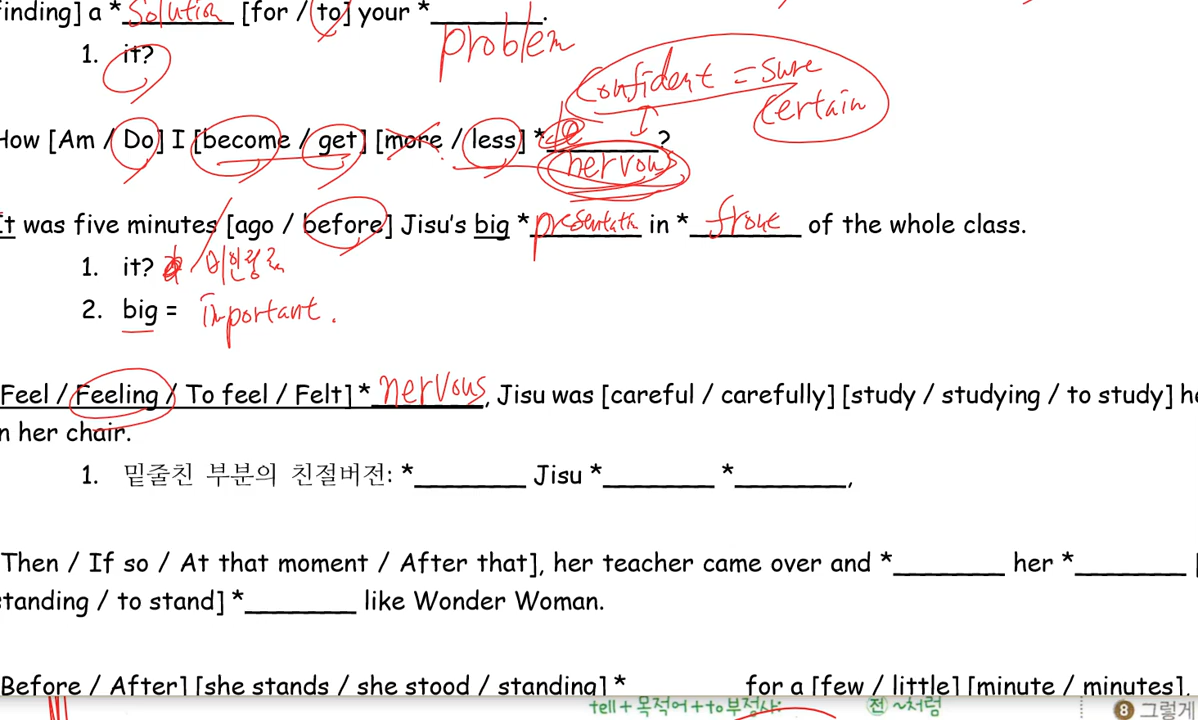 inding] a *solution [for / to] your *problem.
1. it?
confident = sure
certain
How [Am / Do] I [become / get] [more / less] *nervous?
It was five minutes [ago / before] Jisu's big *presentatn in *front of the whole class.
1. it? 비인칭주
2. big = important.
Feel / Feeling / To feel / Felt] *nervous, Jisu was [careful / carefully] [study / studying / to study] he
n her chair.
1. 밑줄친 부분의 친절버전: *________ Jisu *________ *________,
Then / If so / At that moment / After that], her teacher came over and *________ her *________ [
standing / to stand] *________ like Wonder Woman.
Before / After] [she stands / she stood / standing] *________ for a [few / little] [minute / minutes],
tell+목적어+to부정사: 전 ~처럼 8 그렇게